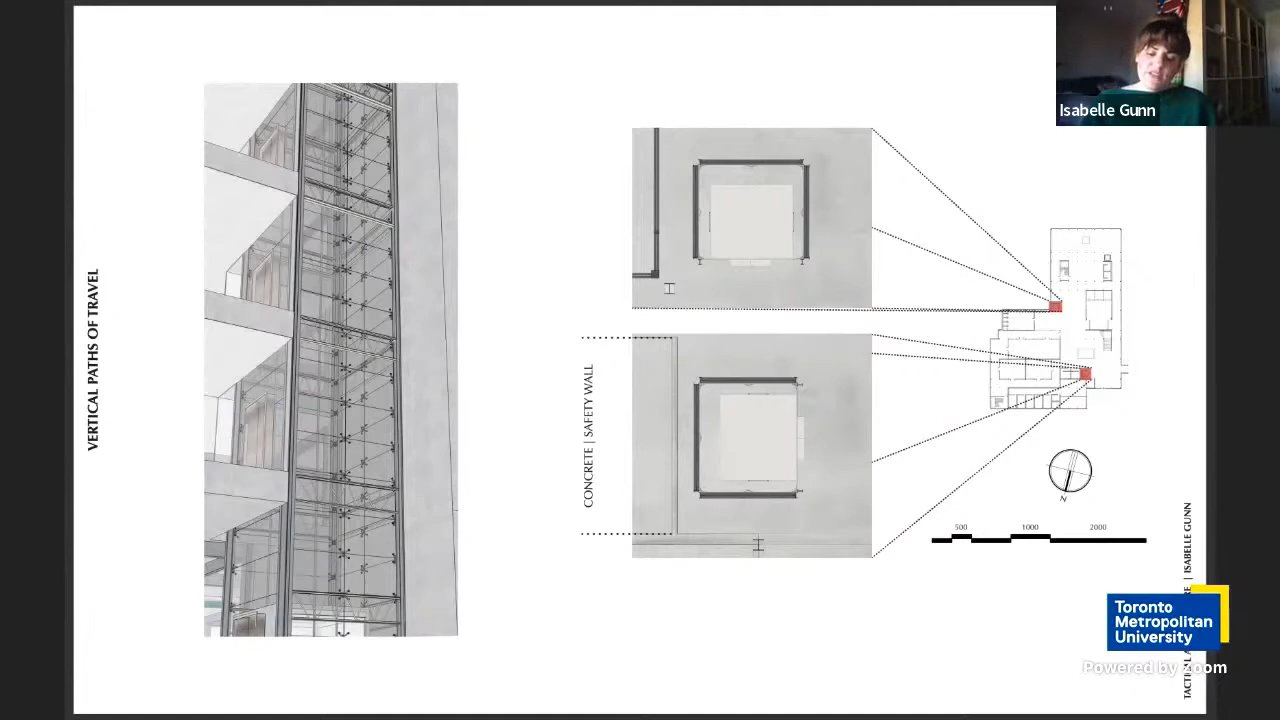 Isabelle Gunn
VERTICAL PATHS OF TRAVEL
CONCRETE | SAFETY WALL
N
500 1000 2000
| ISABELLE GUNN
Toronto
Metropolitan
University
Powered by Zoom